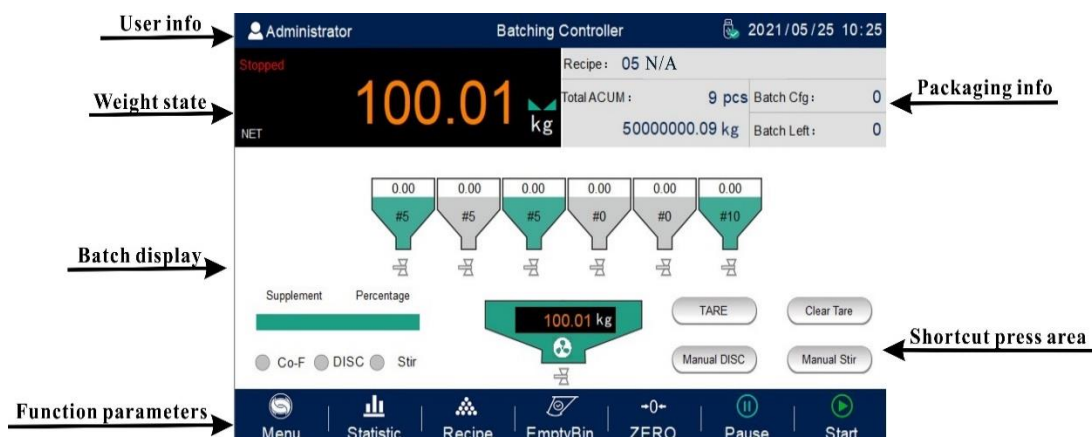 User info
Administrator
Batching Controller
2021/05/25 10:25
Stopped
Recipe: 05 N/A
Weight state
100.01
kg
NET
Total ACUM: 9 pcs
Batch Cfg: 0
Packaging info
50000000.09 kg
Batch Left: 0
0.00 0.00 0.00 0.00 0.00 0.00
#5 #5 #5 #0 #0 #10
Batch display
Supplement Percentage
100.01 kg
TARE
Clear Tare
Co-F DISC Stir
Manual DISC
Manual Stir
Shortcut press area
Function parameters
-0-
Menu Statistic Recipe EmptyBin ZERO Pause Start